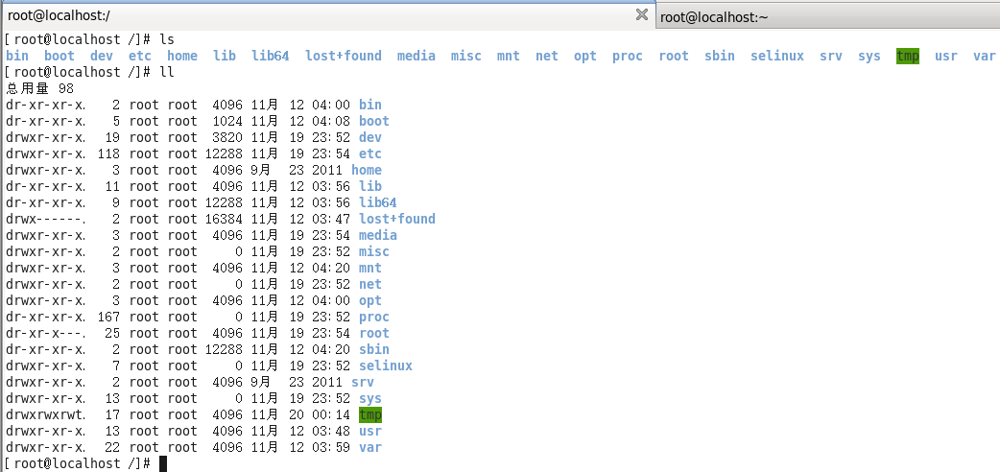 root@localhost:/ root@localhost:~
[root@localhost /]# ls
bin boot dev etc home lib lib64 lost+found media misc mnt net opt proc root sbin selinux srv sys tmp usr var
[root@localhost /]# ll
总用量 98
dr-xr-xr-x. 2 root root 4096 11月 12 04:00 bin
dr-xr-xr-x. 5 root root 1024 11月 12 04:08 boot
drwxr-xr-x. 19 root root 3820 11月 19 23:52 dev
drwxr-xr-x. 118 root root 12288 11月 19 23:54 etc
drwxr-xr-x. 3 root root 4096 9月 23 2011 home
dr-xr-xr-x. 11 root root 4096 11月 12 03:56 lib
dr-xr-xr-x. 9 root root 12288 11月 12 03:56 lib64
drwx------. 2 root root 16384 11月 12 03:47 lost+found
drwxr-xr-x. 3 root root 4096 11月 19 23:54 media
drwxr-xr-x. 2 root root 0 11月 19 23:52 misc
drwxr-xr-x. 3 root root 4096 11月 12 04:20 mnt
drwxr-xr-x. 2 root root 0 11月 19 23:52 net
drwxr-xr-x. 3 root root 4096 11月 12 04:00 opt
dr-xr-xr-x. 167 root root 0 11月 19 23:52 proc
dr-xr-x---. 25 root root 4096 11月 19 23:54 root
dr-xr-xr-x. 2 root root 12288 11月 12 04:20 sbin
drwxr-xr-x. 7 root root 0 11月 19 23:52 selinux
drwxr-xr-x. 2 root root 4096 9月 23 2011 srv
drwxr-xr-x. 13 root root 0 11月 19 23:52 sys
drwxrwxrwt. 17 root root 4096 11月 20 00:14 tmp
drwxr-xr-x. 13 root root 4096 11月 12 03:48 usr
drwxr-xr-x. 22 root root 4096 11月 12 03:59 var
[root@localhost /]#